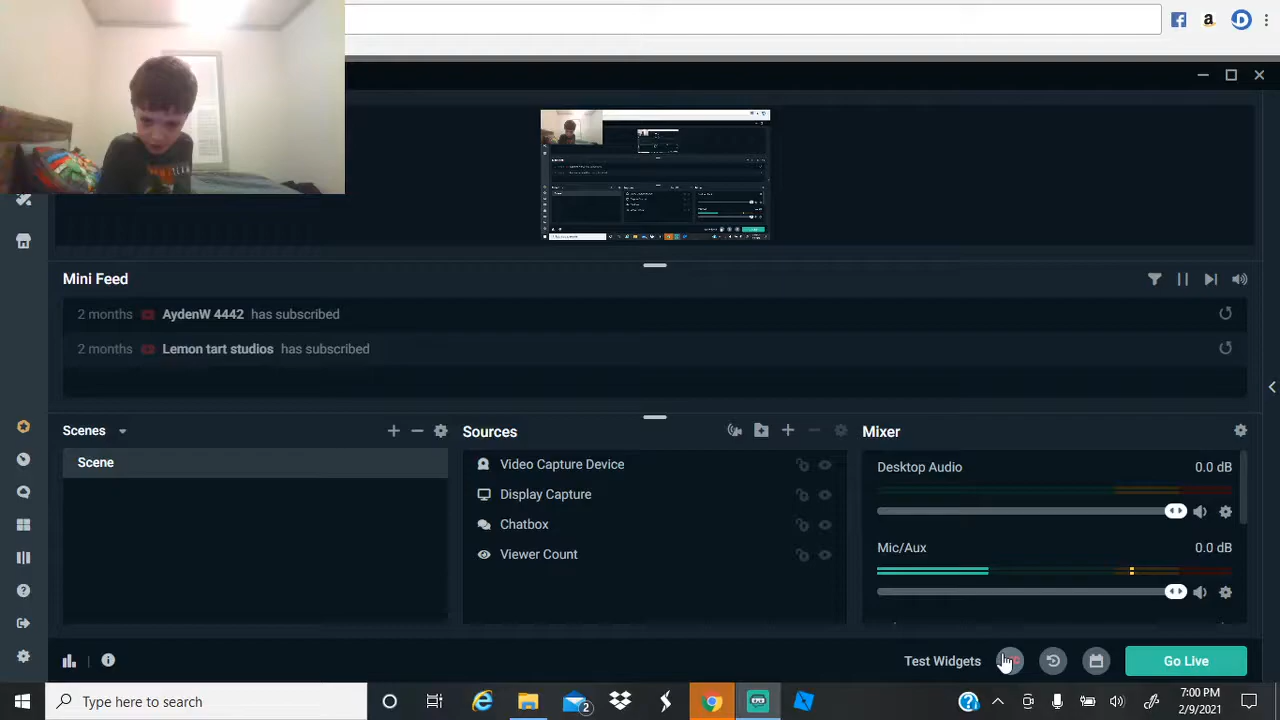 Mini Feed
2 months AydenW 4442 has subscribed
2 months Lemon tart studios has subscribed
Scenes
Scene
Sources
Video Capture Device
Display Capture
Chatbox
Viewer Count
Mixer
Desktop Audio 0.0 dB
Mic/Aux 0.0 dB
Test Widgets
Go Live
Type here to search
2
7:00 PM
2/9/2021